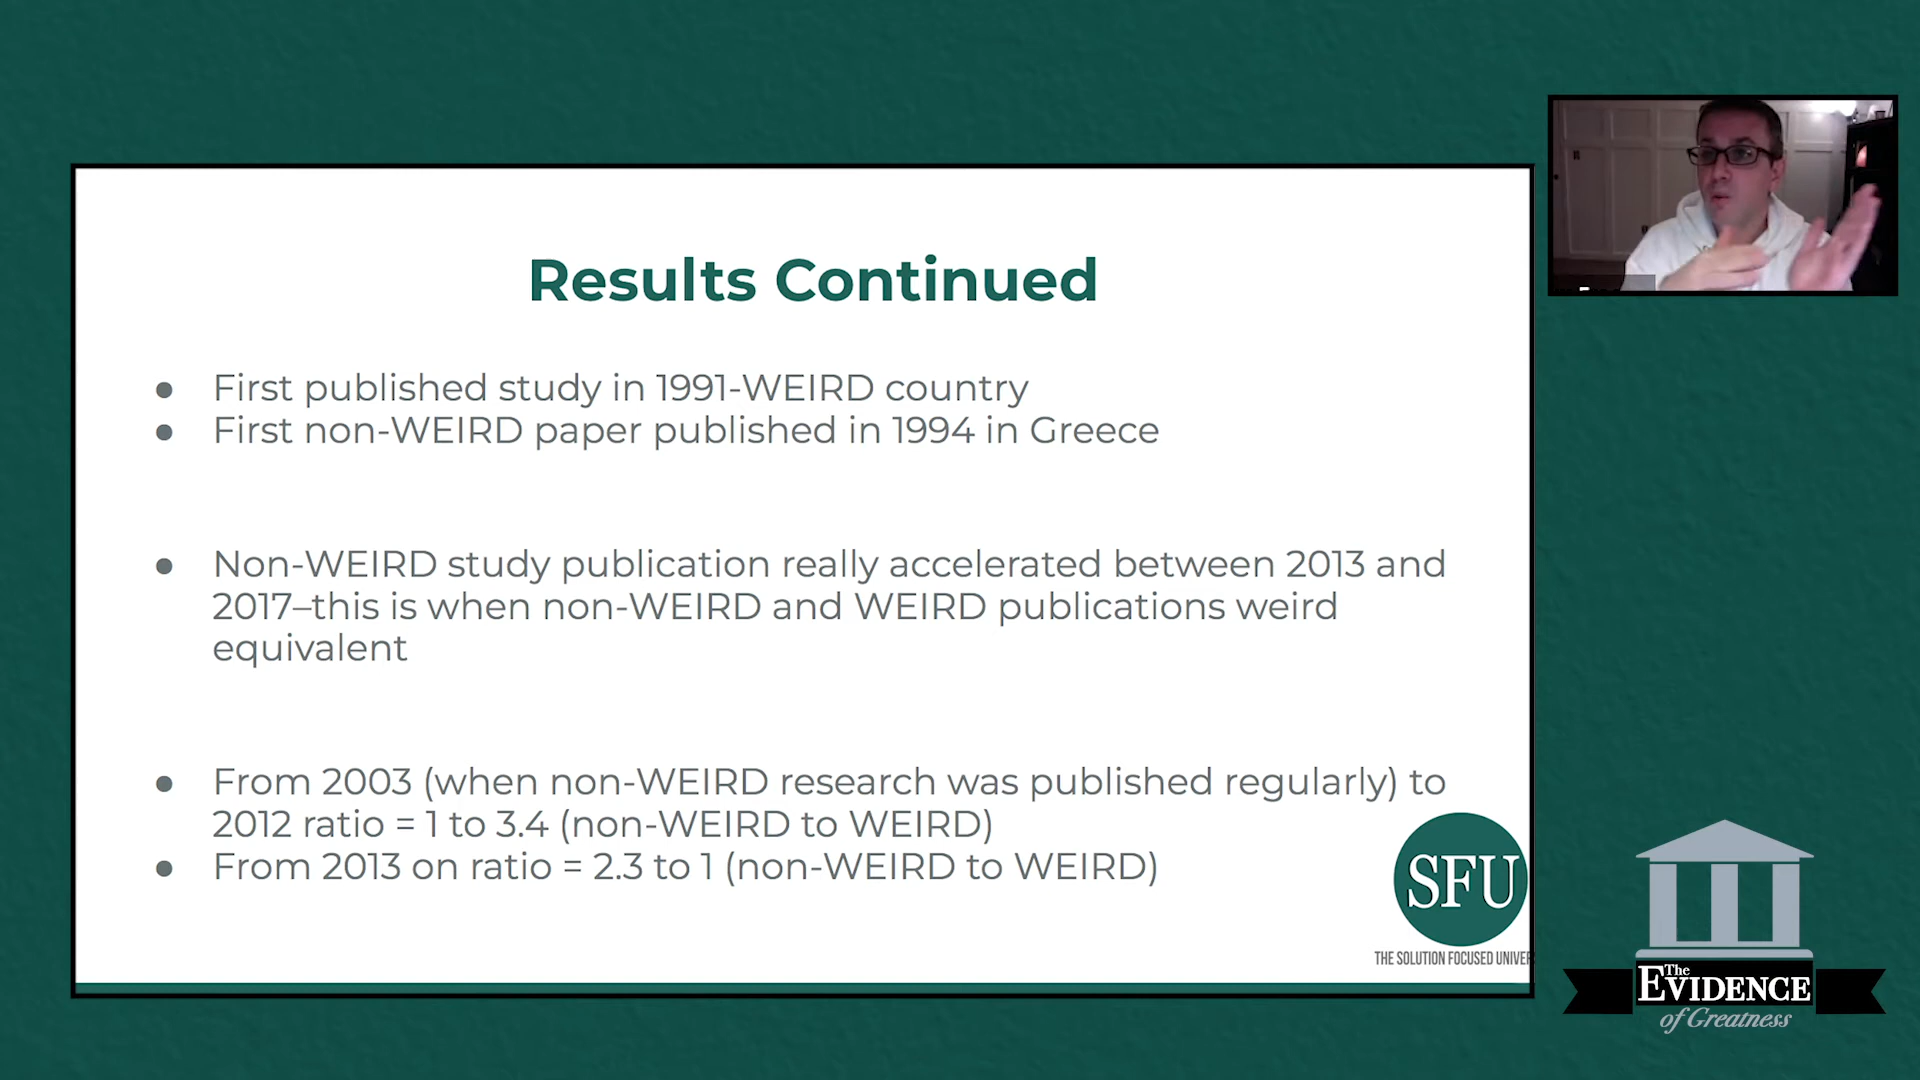 Results Continued
● First published study in 1991-WEIRD country
● First non-WEIRD paper published in 1994 in Greece
● Non-WEIRD study publication really accelerated between 2013 and
2017–this is when non-WEIRD and WEIRD publications weird
equivalent
● From 2003 (when non-WEIRD research was published regularly) to
2012 ratio = 1 to 3.4 (non-WEIRD to WEIRD)
● From 2013 on ratio = 2.3 to 1 (non-WEIRD to WEIRD)
SFU
THE SOLUTION FOCUSED UNIVER
The
EVIDENCE
of Greatness